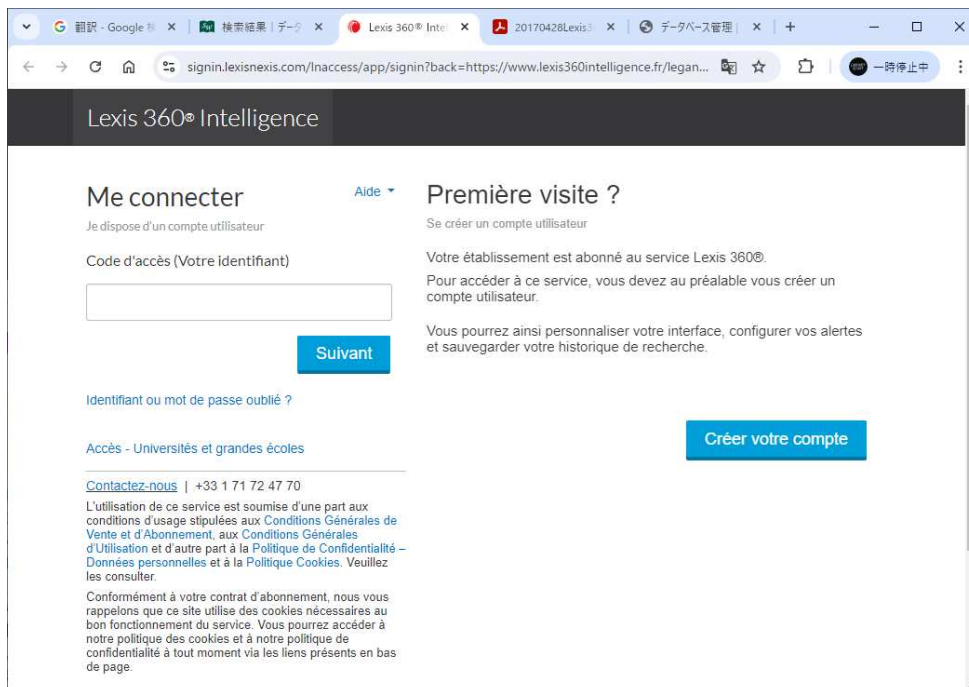 翻訳 - Google 検
検索結果 | データ
Lexis 360® Inte
20170428Lexis3
データベース管理 |
signin.lexisnexis.com/lnaccess/app/signin?back=https://www.lexis360intelligence.fr/legan...
一時停止中
Lexis 360® Intelligence
Me connecter
Aide
Je dispose d'un compte utilisateur
Code d'accès (Votre identifiant)
Suivant
Identifiant ou mot de passe oublié ?
Accès - Universités et grandes écoles
Contactez-nous | +33 1 71 72 47 70
L'utilisation de ce service est soumise d'une part aux
conditions d'usage stipulées aux Conditions Générales de
Vente et d'Abonnement, aux Conditions Générales
d'Utilisation et d'autre part à la Politique de Confidentialité –
Données personnelles et à la Politique Cookies. Veuillez
les consulter.
Conformément à votre contrat d'abonnement, nous vous
rappelons que ce site utilise des cookies nécessaires au
bon fonctionnement du service. Vous pourrez accéder à
notre politique des cookies et à notre politique de
confidentialité à tout moment via les liens présents en bas
de page.
Première visite ?
Se créer un compte utilisateur
Votre établissement est abonné au service Lexis 360®.
Pour accéder à ce service, vous devez au préalable vous créer un
compte utilisateur.
Vous pourrez ainsi personnaliser votre interface, configurer vos alertes
et sauvegarder votre historique de recherche.
Créer votre compte